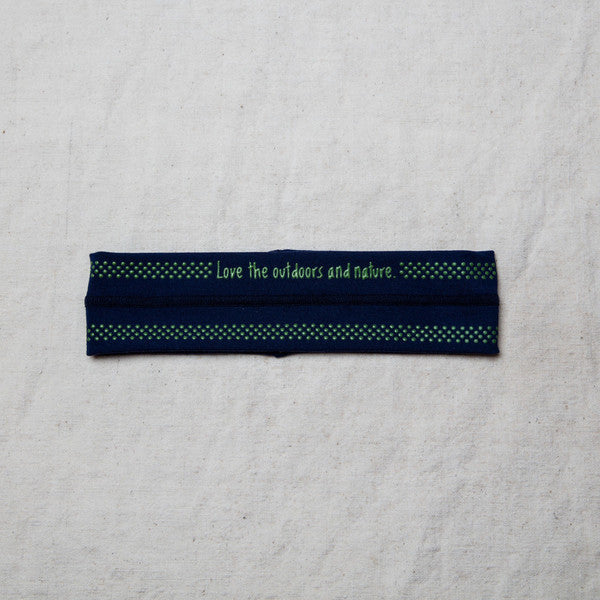 Love the outdoors and nature.